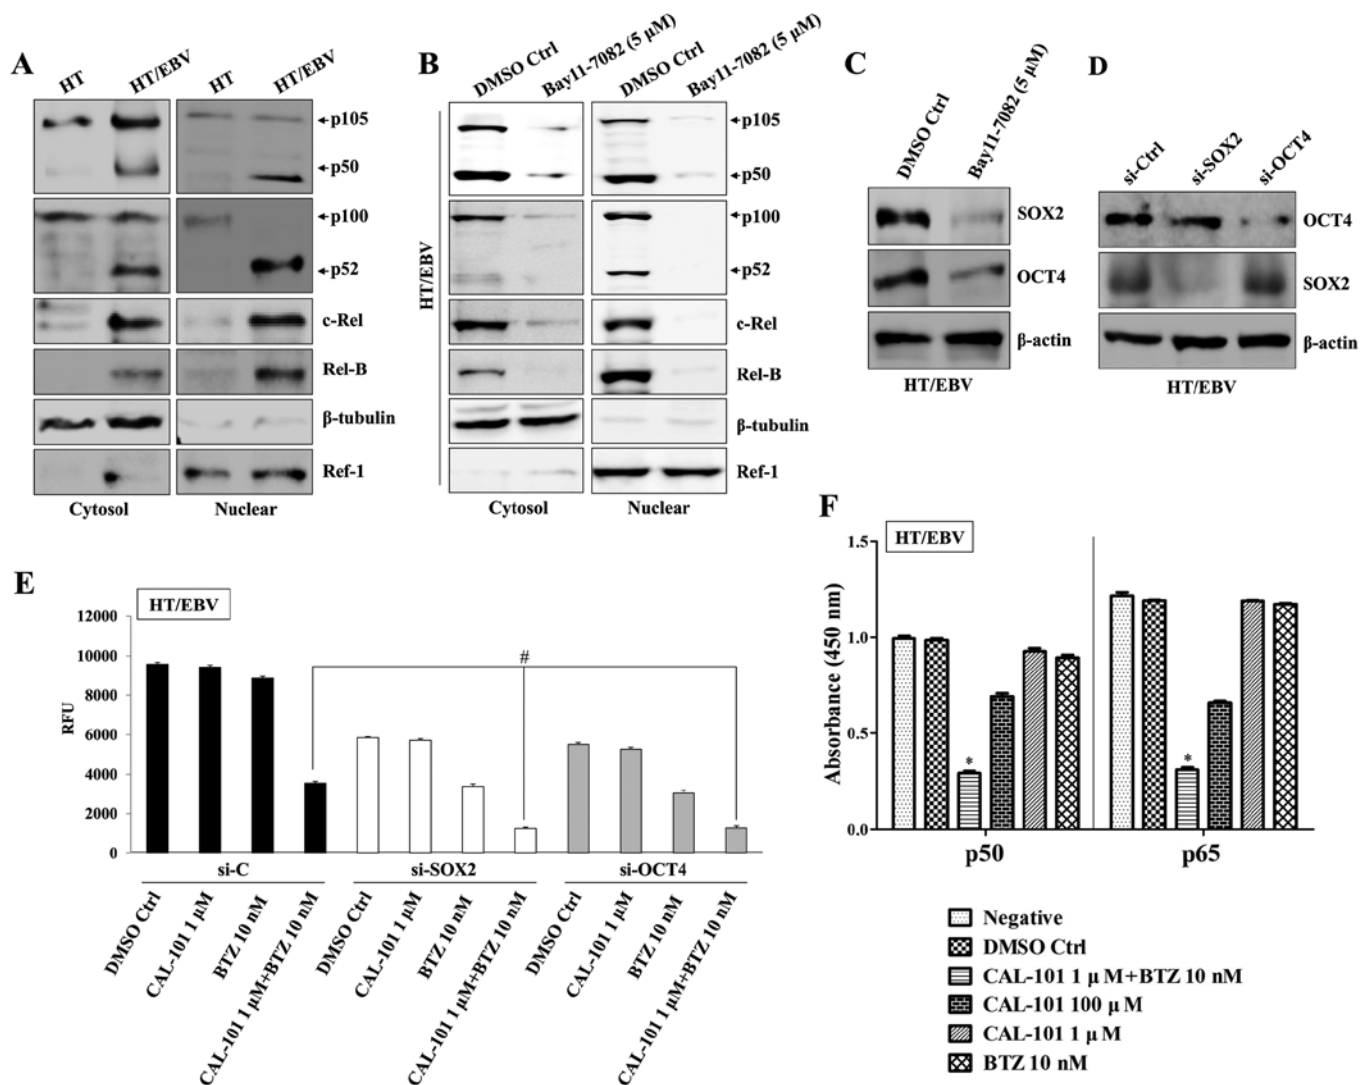 A
HT
HT/EBV
HT
HT/EBV
p105
p50
p100
p52
c-Rel
Rel-B
β-tubulin
Ref-1
Cytosol
Nuclear
B
DMSO Ctrl
Bay11-7082 (5 μM)
DMSO Ctrl
Bay11-7082 (5 μM)
HT/EBV
p105
p50
p100
p52
c-Rel
Rel-B
β-tubulin
Ref-1
Cytosol
Nuclear
C
DMSO Ctrl
Bay11-7082 (5 μM)
SOX2
OCT4
β-actin
HT/EBV
D
si-Ctrl
si-SOX2
si-OCT4
OCT4
SOX2
β-actin
HT/EBV
E
HT/EBV
RFU
12000
10000
8000
6000
4000
2000
0
#
si-C
si-SOX2
si-OCT4
DMSO Ctrl
CAL-101 1 μM
BTZ 10 nM
CAL-101 1 μM+BTZ 10 nM
DMSO Ctrl
CAL-101 1 μM
BTZ 10 nM
CAL-101 1 μM+BTZ 10 nM
DMSO Ctrl
CAL-101 1 μM
BTZ 10 nM
CAL-101 1 μM+BTZ 10 nM
F
HT/EBV
Absorbance (450 nm)
1.5
1.0
0.5
0.0
*
*
p50
p65
Negative
DMSO Ctrl
CAL-101 1 μ M+BTZ 10 nM
CAL-101 100 μ M
CAL-101 1 μ M
BTZ 10 nM